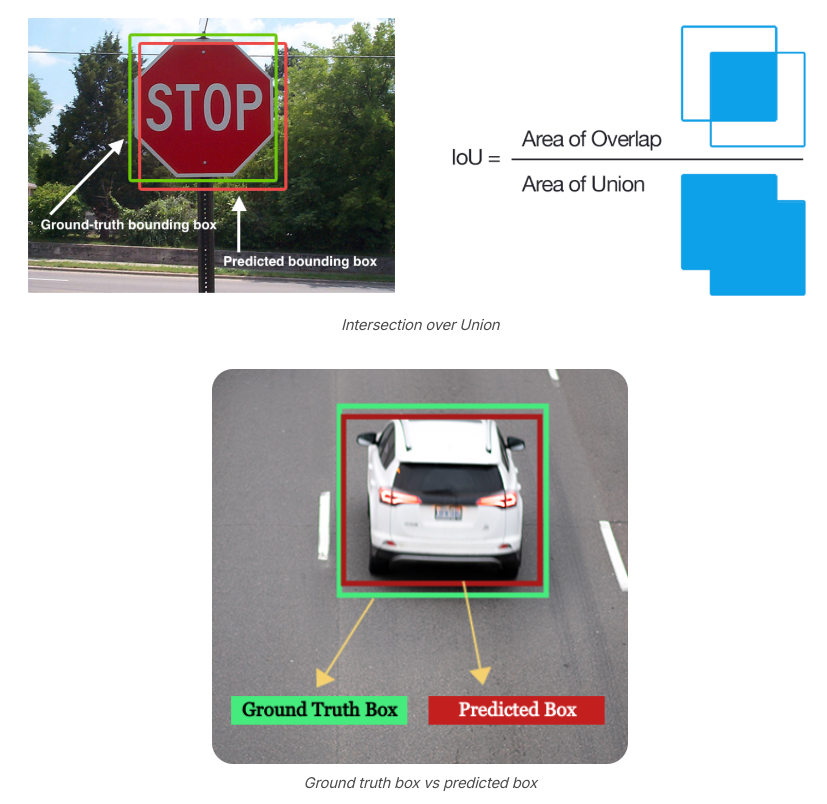 STOP
Ground-truth bounding box
Predicted bounding box
IoU = Area of Overlap
Area of Union
Intersection over Union
Ground Truth Box
Predicted Box
Ground truth box vs predicted box